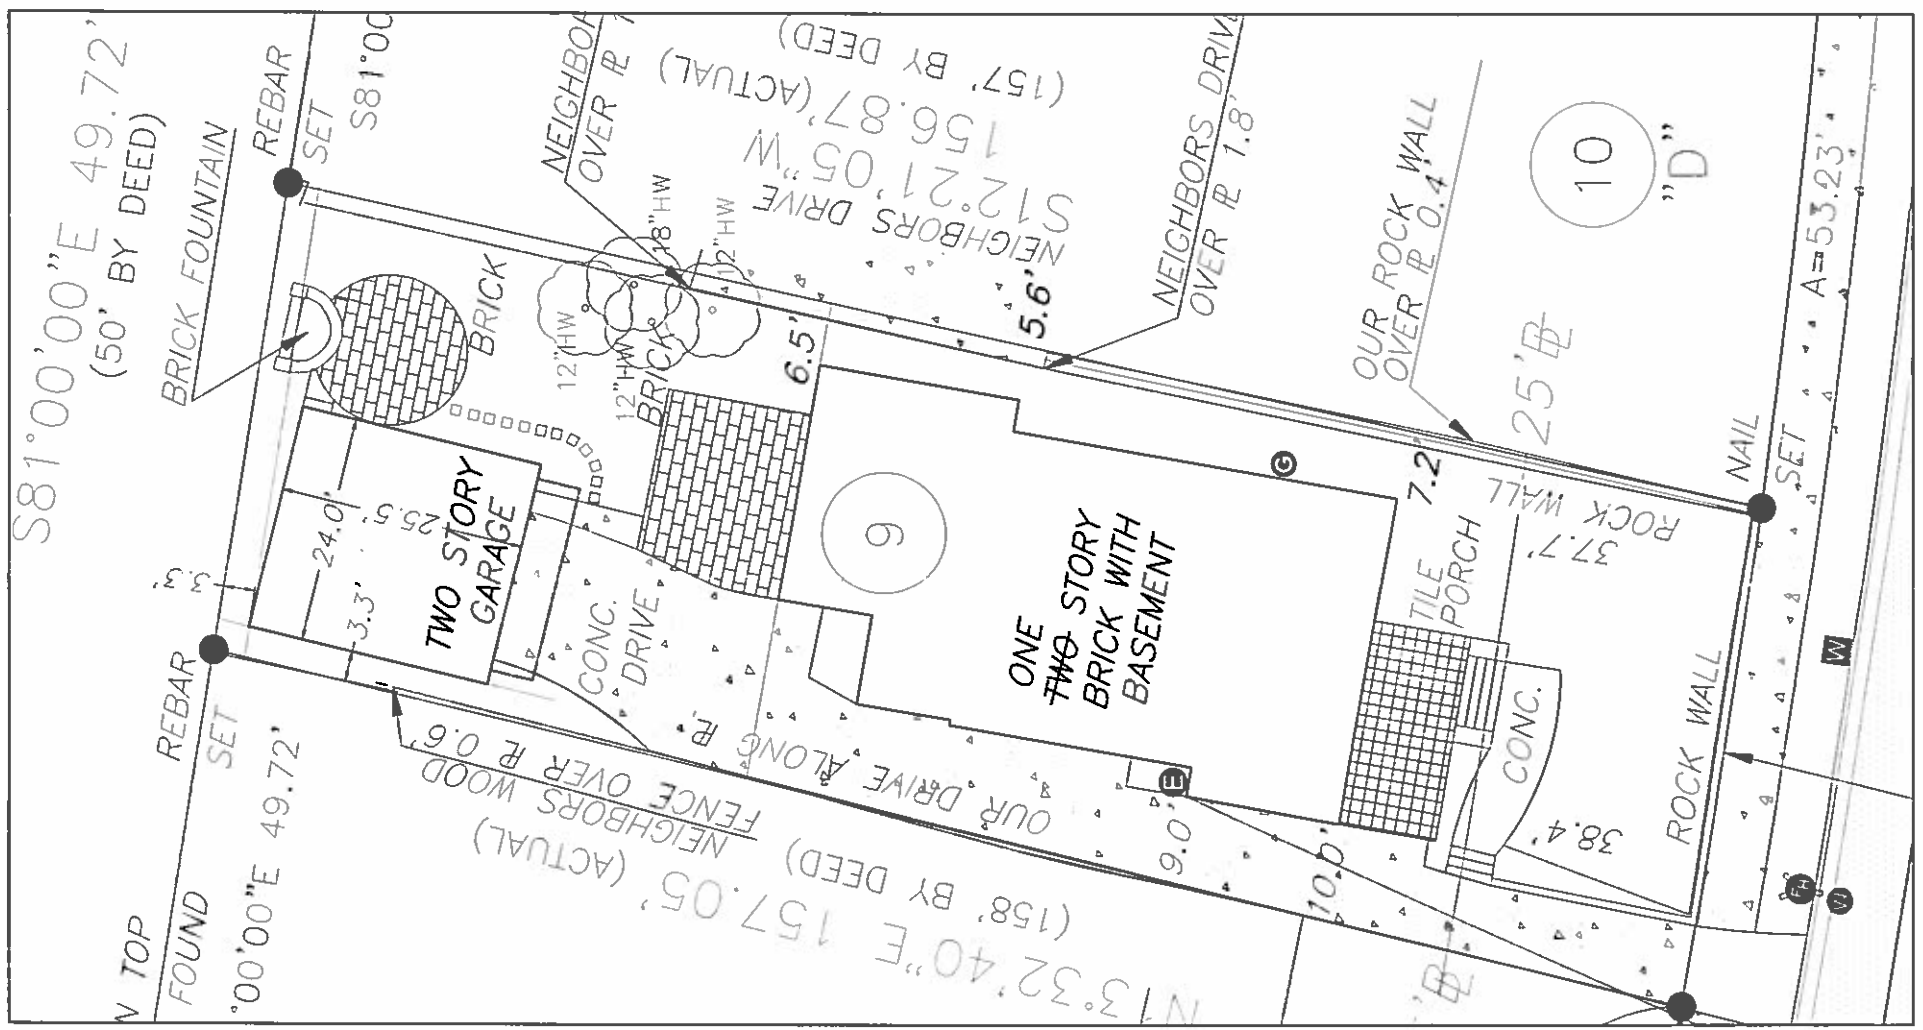 S81°00'00"E 49.72'
(50' BY DEED)
BRICK FOUNTAIN
REBAR
SET
S81°00
NEIGHBOR
OVER ⅊ 1
(157' BY DEED)
156.87' (ACTUAL)
S12°21'05"W
NEIGHBORS DRIVE
NEIGHBORS DRIVE
OVER ⅊ 1.8'
OUR ROCK WALL
OVER ⅊ 0.4'
10
"D"
A=53.23'
25' BL
NAIL
SET
18"HW
12"HW
12"HW
12"HW
BRICK
BRICK
6.5'
5.6'
7.2'
G
ROCK WALL
37.7'
3.3'
24.0'
25.5'
3.3'
TWO STORY
GARAGE
CONC.
DRIVE
9
ONE
TWO STORY
BRICK WITH
BASEMENT
TILE
PORCH
CONC.
ROCK WALL
38.4'
W
FH
E
9.0'
10.0'
OUR DRIVE ALONG ⅊
NEIGHBORS WOOD
FENCE OVER ⅊ 0.6'
(158' BY DEED)
N13°32'40"E 157.05' (ACTUAL)
REBAR
SET
.00'00"E 49.72'
N TOP
FOUND
' BL